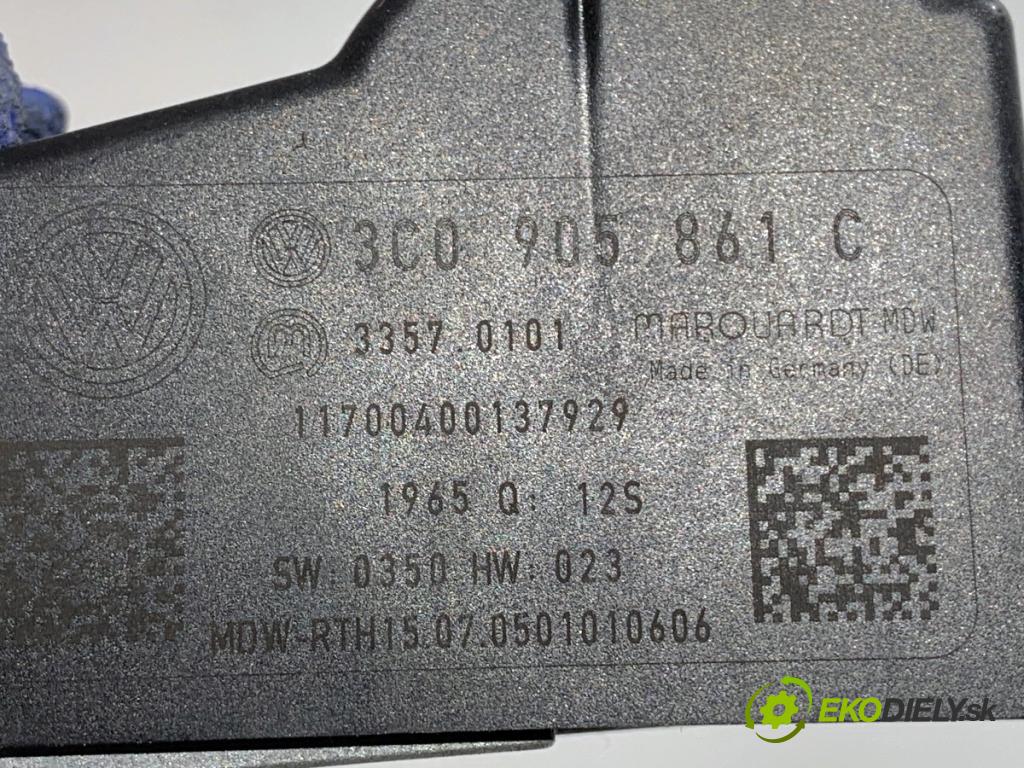 3C0 905 861 C
3357.0101 MARQUARDT MDW
Made in Germany (DE)
11700400137929
1965 Q: 12S
SW: 0350 HW: 023
MDW-RTH15.07.0501010606
EKODIELY.sk